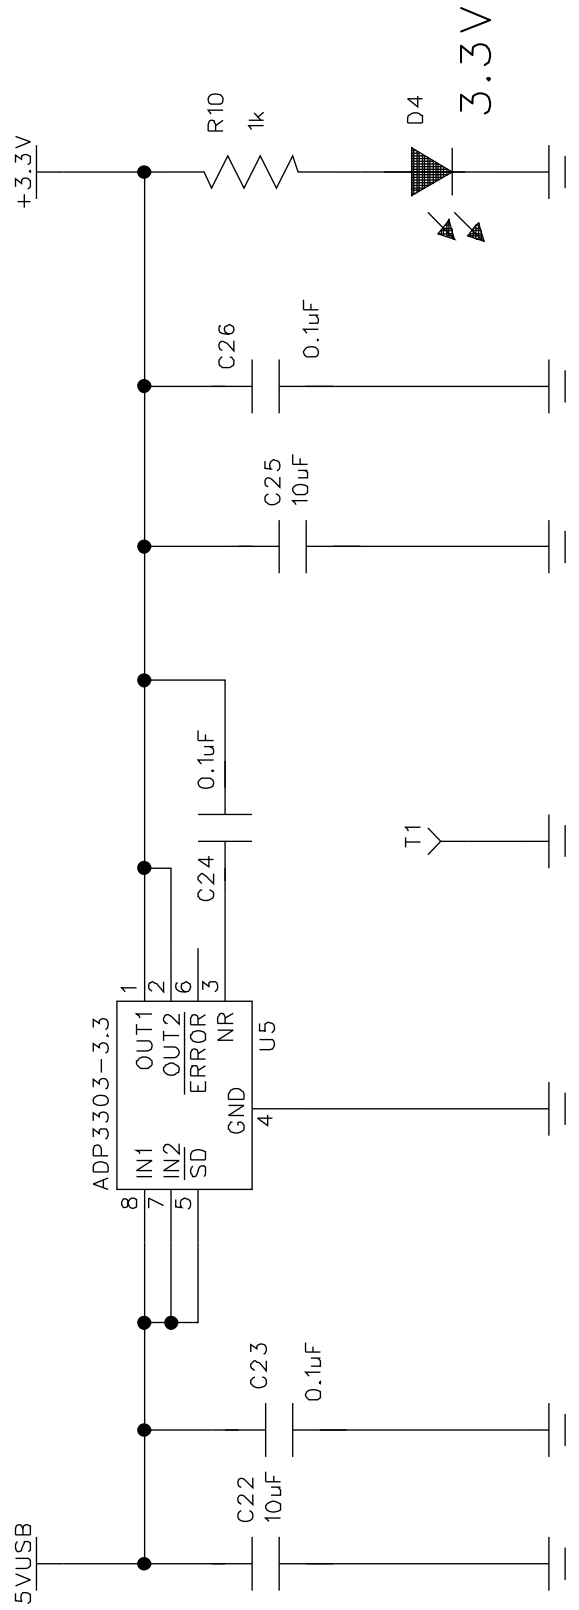 5VUSB
C22
10uF
C23
0.1uF
ADP3303-3.3
8
7
5
IN1
IN2
SD
OUT1
OUT2
ERROR
NR
GND
4
U5
1
2
6
3
C24
0.1uF
T1
C25
10uF
C26
0.1uF
+3.3V
R10
1k
D4
3.3V